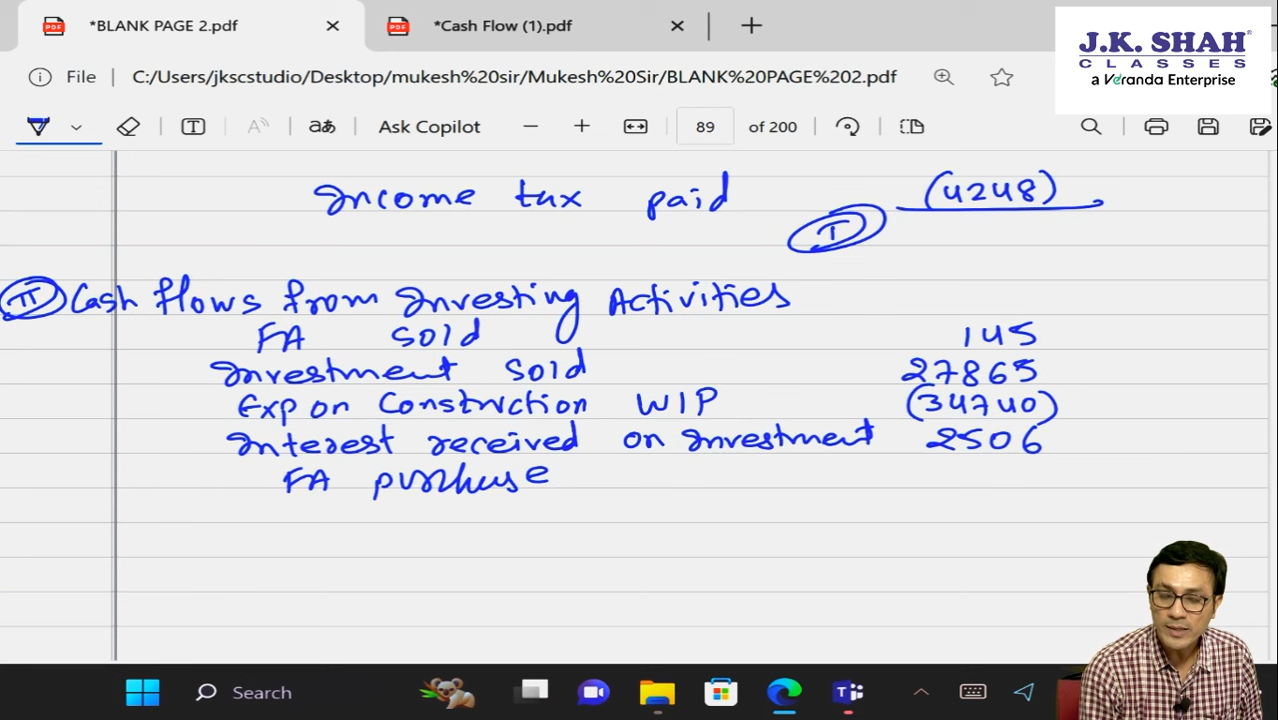 *BLANK PAGE 2.pdf
*Cash Flow (1).pdf
J.K. SHAH
CLASSES
a Veranda Enterprise
File C:/Users/jkscstudio/Desktop/mukesh%20sir/Mukesh%20Sir/BLANK%20PAGE%202.pdf
aあ Ask Copilot 89 of 200
Income tax paid (4248)
I
II Cash flows from Investing Activities
FA sold 145
Investment sold 27865
Exp on Construction WIP (34740)
Interest received on Investment 2506
FA purchase
Search